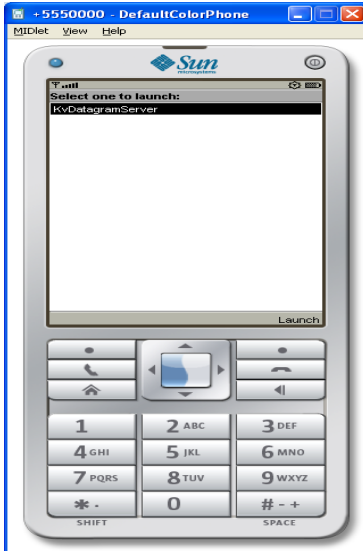 +5550000 - DefaultColorPhone
MIDlet View Help
Sun
microsystems
Select one to launch:
KvDatagramServer
Launch
1 2 ABC 3 DEF
4 GHI 5 JKL 6 MNO
7 PQRS 8 TUV 9 WXYZ
* . 0 # - +
SHIFT SPACE